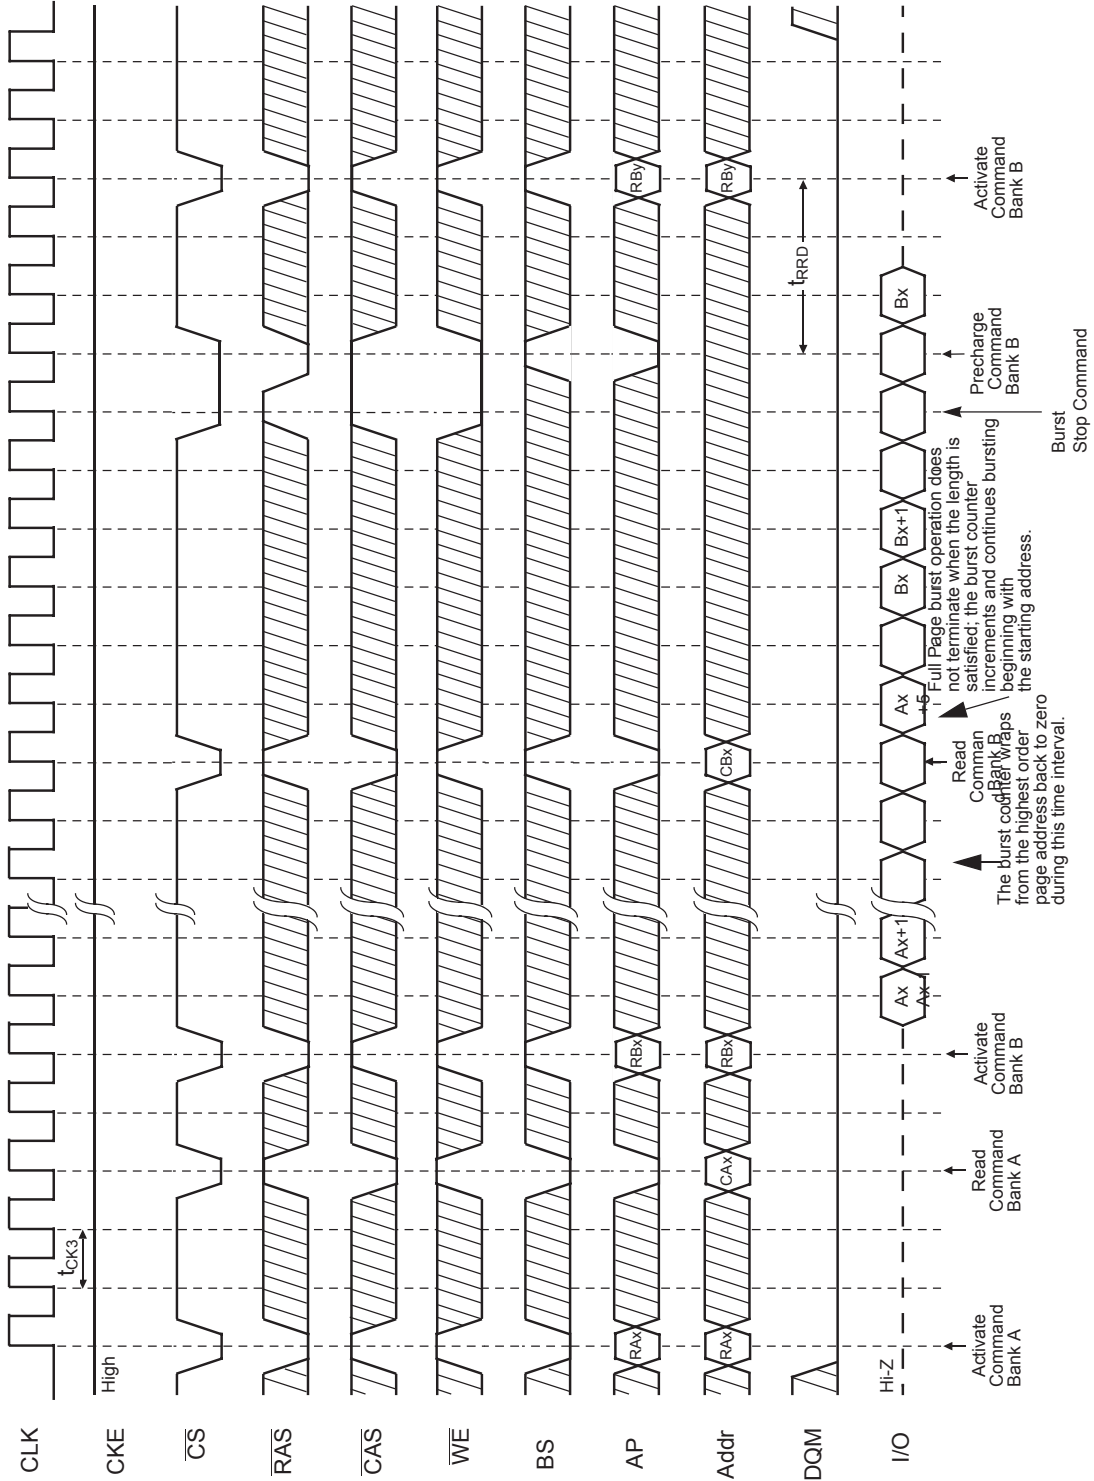 CLK
CKE
High
CS
RAS
CAS
WE
BS
AP
Addr
DQM
I/O
Hi-Z
tCK3
tRRD
RAx
RBx
RBy
RAx
CAx
RBx
CBx
RBy
Ax
Ax+1
Ax
+5
Bx
Bx+1
Bx
Activate
Command
Bank A
Read
Command
Bank A
Activate
Command
Bank B
The burst counter wraps
from the highest order
page address back to zero
during this time interval.
Read
Comman
d Bank B
Full Page burst operation does
not terminate when the length is
satisfied; the burst counter
increments and continues bursting
beginning with
the starting address.
Burst
Stop Command
Precharge
Command
Bank B
Activate
Command
Bank B